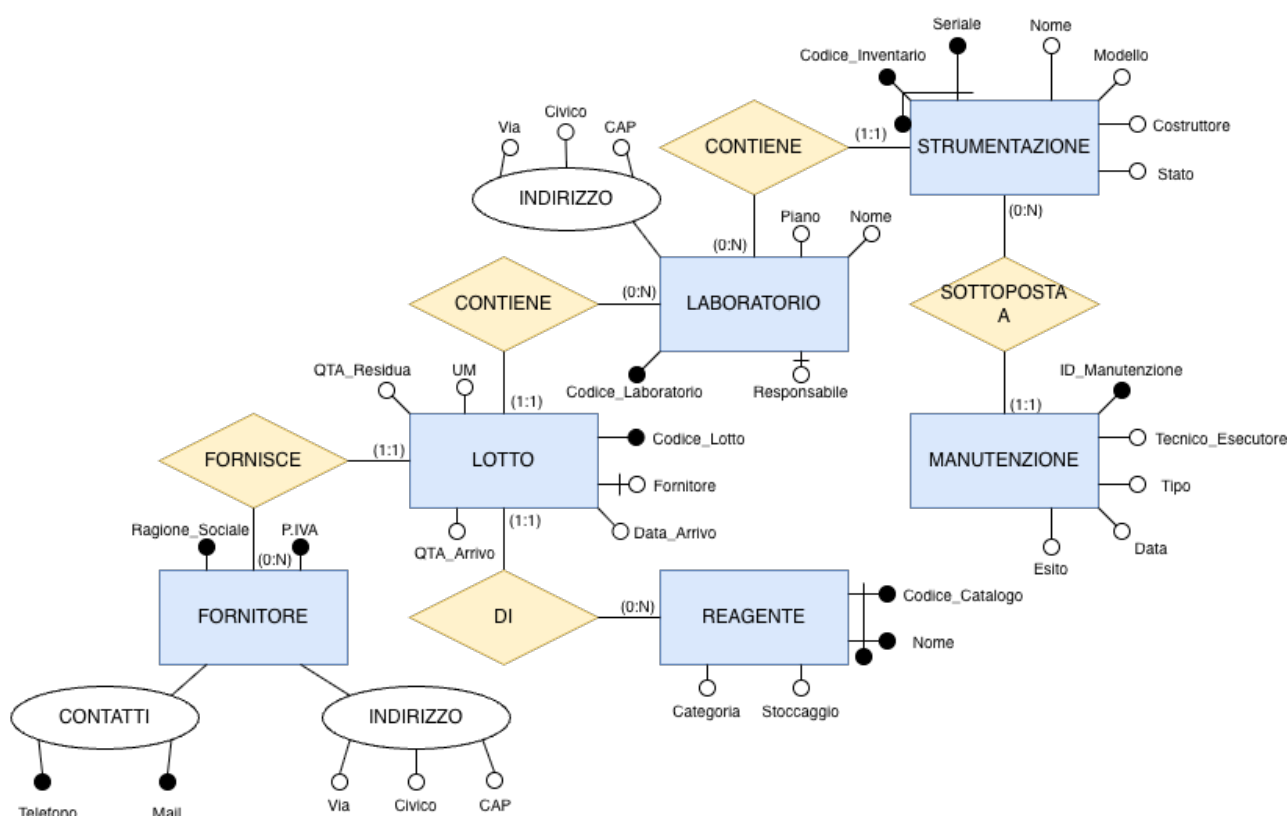 Seriale
Nome
Codice_Inventario
Modello
Civico
Via
CAP
CONTIENE
(1:1)
STRUMENTAZIONE
Costruttore
Stato
INDIRIZZO
(0:N)
Piano
Nome
(0:N)
CONTIENE
(0:N)
LABORATORIO
SOTTOPOSTA
A
QTA_Residua
UM
Codice_Laboratorio
Responsabile
ID_Manutenzione
(1:1)
(1:1)
FORNISCE
(1:1)
LOTTO
Codice_Lotto
Fornitore
MANUTENZIONE
Tecnico_Esecutore
Tipo
Ragione_Sociale
P.IVA
(1:1)
QTA_Arrivo
Data_Arrivo
Data
Esito
(0:N)
FORNITORE
DI
(0:N)
REAGENTE
Codice_Catalogo
Nome
CONTATTI
INDIRIZZO
Categoria
Stoccaggio
Telefono
Mail
Via
Civico
CAP